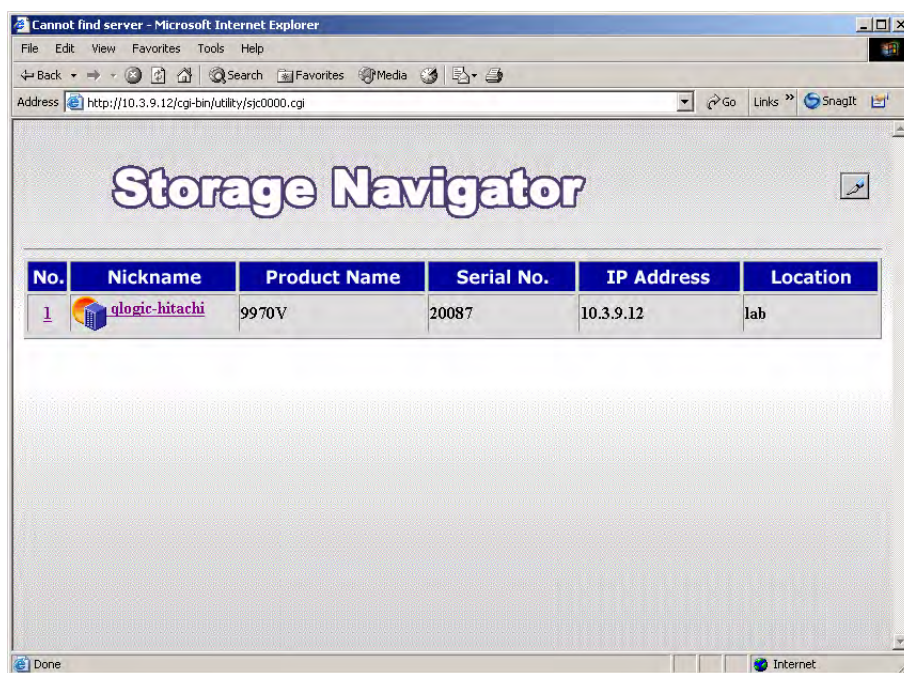 Cannot find server - Microsoft Internet Explorer
File Edit View Favorites Tools Help
Back Search Favorites Media
Address http://10.3.9.12/cgi-bin/utility/sjc0000.cgi Go Links » SnagIt
Storage Navigator
No. Nickname Product Name Serial No. IP Address Location
1 qlogic-hitachi 9970V 20087 10.3.9.12 lab
Done Internet